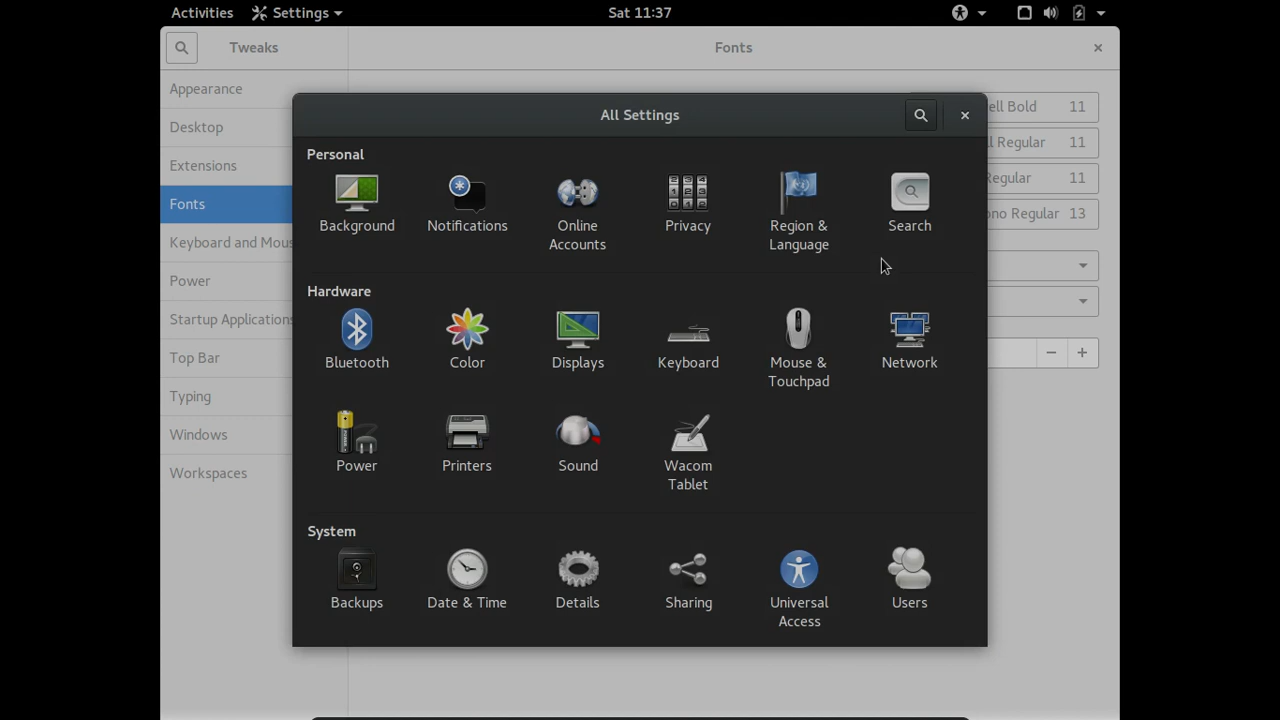 Activities Settings Sat 11:37
Tweaks Fonts
Appearance
Desktop
Extensions
Fonts
Keyboard and Mous
Power
Startup Applications
Top Bar
Typing
Windows
Workspaces
Bold 11
Regular 11
Regular 11
Regular 13
All Settings
Personal
Background
Notifications
Online
Accounts
Privacy
Region &
Language
Search
Hardware
Bluetooth
Color
Displays
Keyboard
Mouse &
Touchpad
Network
Power
Printers
Sound
Wacom
Tablet
System
Backups
Date & Time
Details
Sharing
Universal
Access
Users